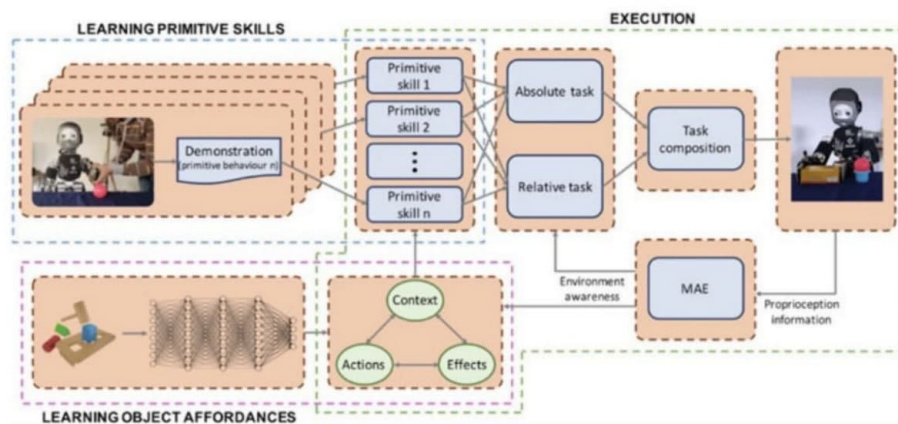 LEARNING PRIMITIVE SKILLS
EXECUTION
Demonstration
(primitive behaviour n)
Primitive
skill 1
Primitive
skill 2
Primitive
skill n
Absolute task
Relative task
Task
composition
Environment
awareness
MAE
Proprioception
information
Context
Actions
Effects
LEARNING OBJECT AFFORDANCES